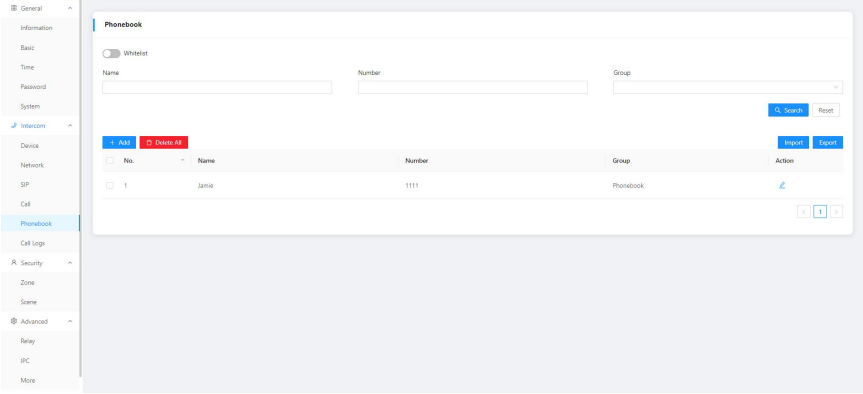 General
Information
Basic
Time
Password
System
Intercom
Device
Network
SIP
Call
Phonebook
Call Logs
Security
Zone
Scene
Advanced
Relay
IPC
More
Phonebook
Whitelist
Name Number Group
Search Reset
+ Add Delete All Import Export
No. Name Number Group Action
1 Jamie 1111 Phonebook
< 1 >